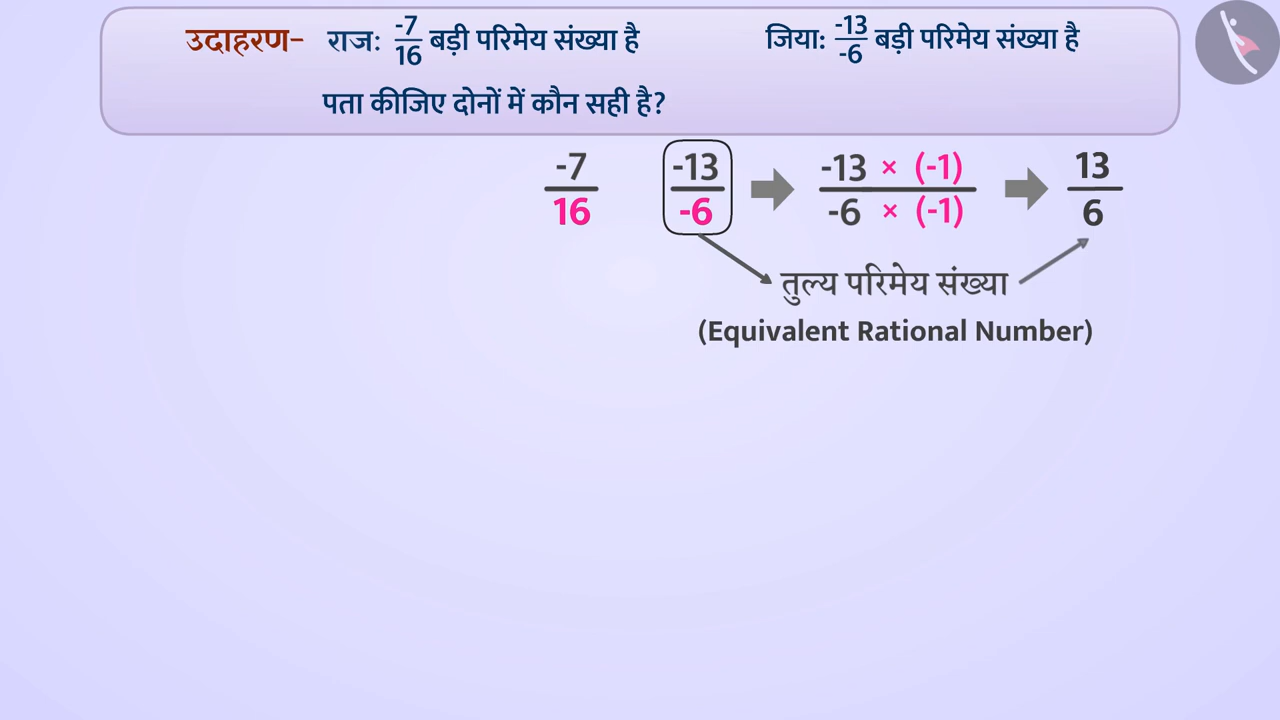 उदाहरण– राज: -7/16 बड़ी परिमेय संख्या है जिया: -13/-6 बड़ी परिमेय संख्या है
पता कीजिए दोनों में कौन सही है?
-7/16 -13/-6 → -13 × (-1)/-6 × (-1) → 13/6
तुल्य परिमेय संख्या
(Equivalent Rational Number)